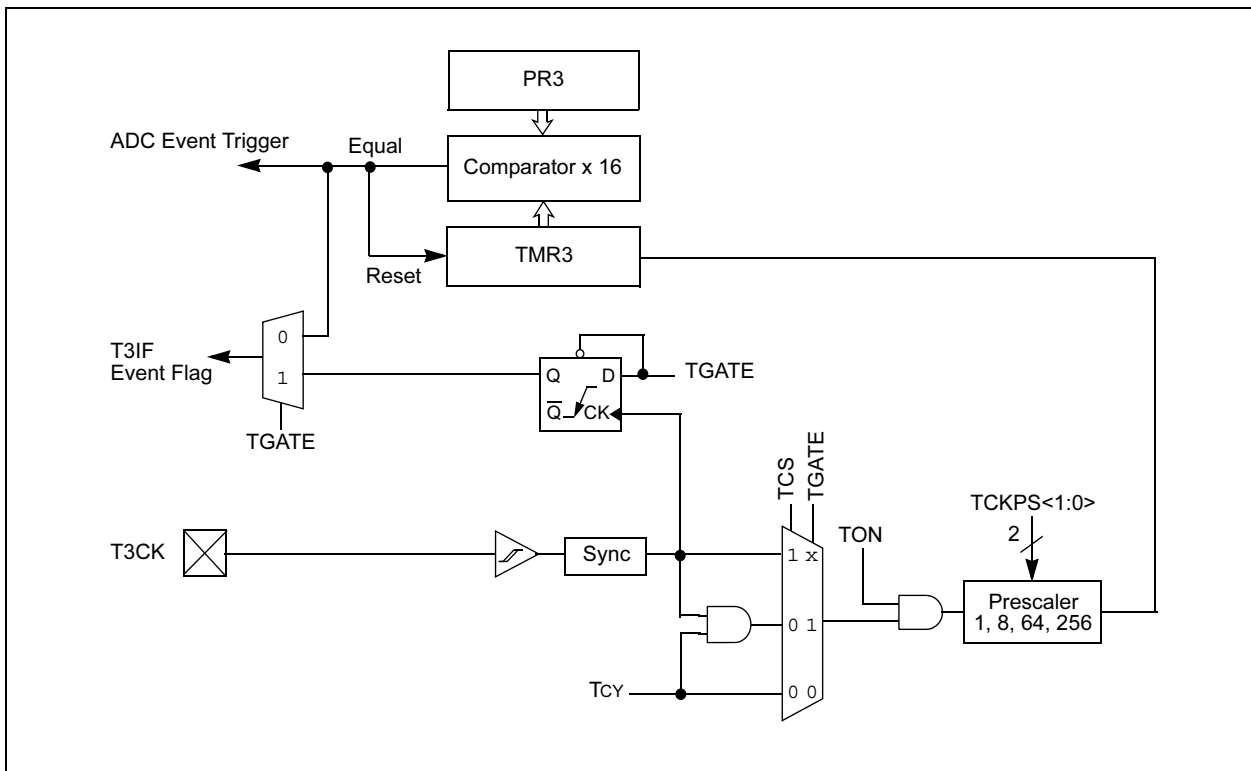 PR3
ADC Event Trigger
Equal
Comparator x 16
TMR3
Reset
0
T3IF
Event Flag
1
TGATE
Q
D
TGATE
Q̅
CK
TCS
TGATE
TCKPS<1:0>
2
T3CK
Sync
1 x
TON
Prescaler
1, 8, 64, 256
0 1
TCY
0 0